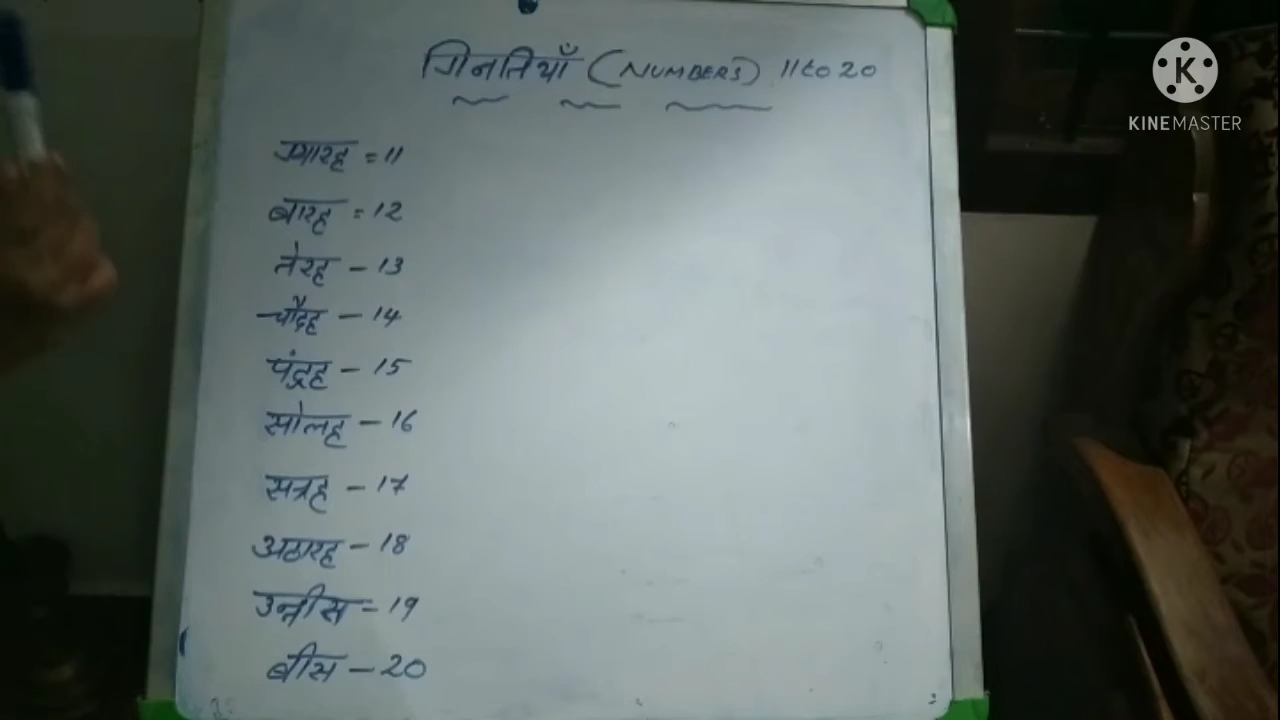 गिनतियाँ (NUMBERS) 11 to 20
K
KINEMASTER
ग्यारह = 11
बारह = 12
तेरह - 13
चौदह - 14
पंद्रह - 15
सोलह - 16
सत्रह - 17
अठारह - 18
उन्नीस - 19
बीस - 20